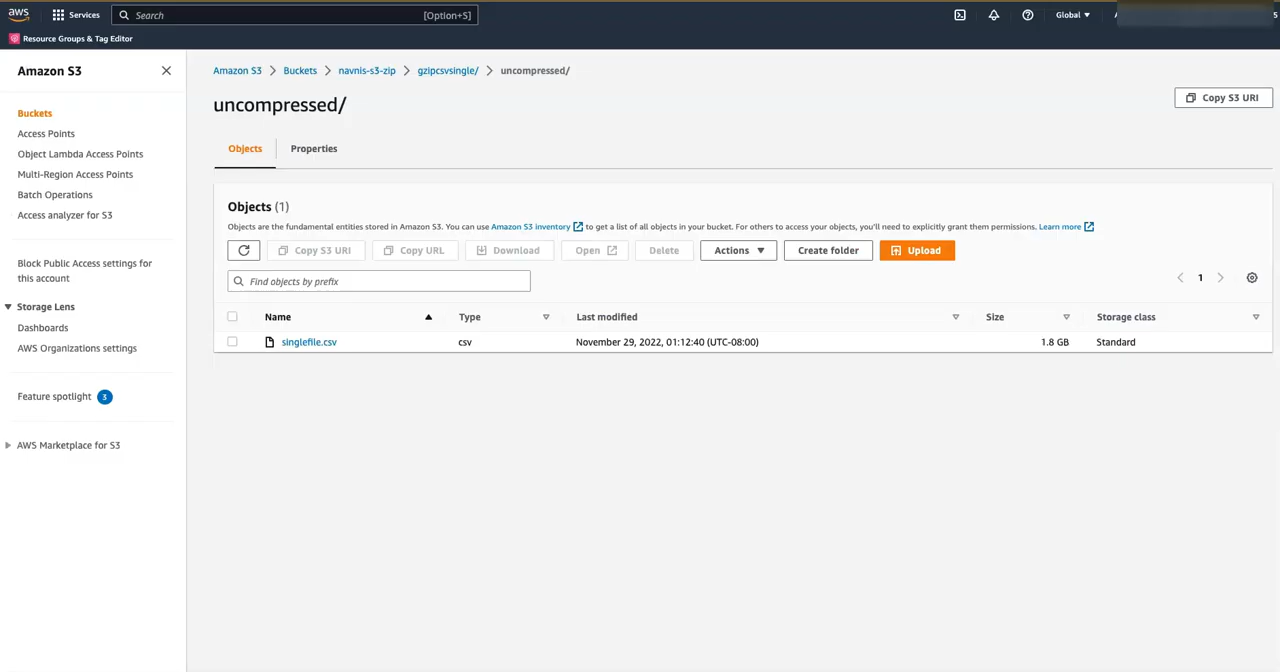 aws Services Search [Option+S] Global
Resource Groups & Tag Editor
Amazon S3
Buckets
Access Points
Object Lambda Access Points
Multi-Region Access Points
Batch Operations
Access analyzer for S3
Block Public Access settings for
this account
Storage Lens
Dashboards
AWS Organizations settings
Feature spotlight 3
AWS Marketplace for S3
Amazon S3 Buckets navnis-s3-zip gzipcsvsingle/ uncompressed/
uncompressed/
Copy S3 URI
Objects Properties
Objects (1)
Objects are the fundamental entities stored in Amazon S3. You can use Amazon S3 inventory to get a list of all objects in your bucket. For others to access your objects, you'll need to explicitly grant them permissions. Learn more
Copy S3 URI Copy URL Download Open Delete Actions Create folder Upload
Find objects by prefix
1
Name Type Last modified Size Storage class
singlefile.csv csv November 29, 2022, 01:12:40 (UTC-08:00) 1.8 GB Standard